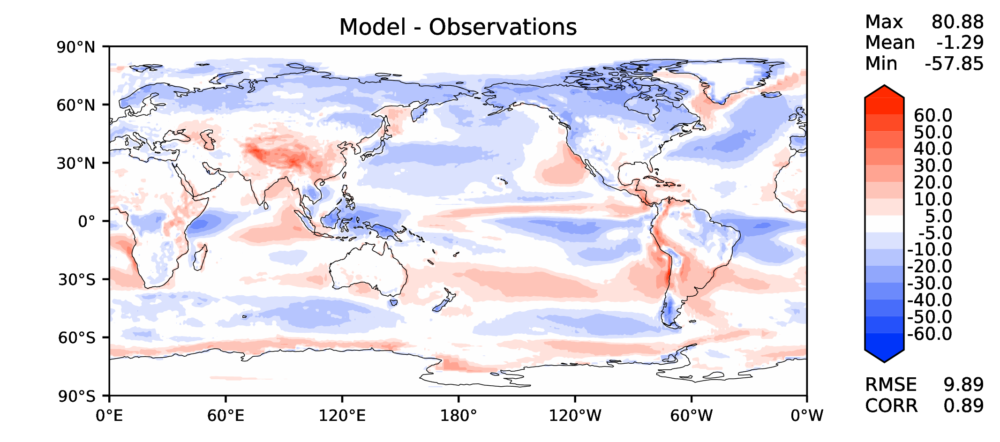 Model - Observations
Max 80.88
Mean -1.29
Min -57.85
90°N
60°N
30°N
0°
30°S
60°S
90°S
0°E 60°E 120°E 180° 120°W 60°W 0°W
60.0
50.0
40.0
30.0
20.0
10.0
5.0
-5.0
-10.0
-20.0
-30.0
-40.0
-50.0
-60.0
RMSE 9.89
CORR 0.89